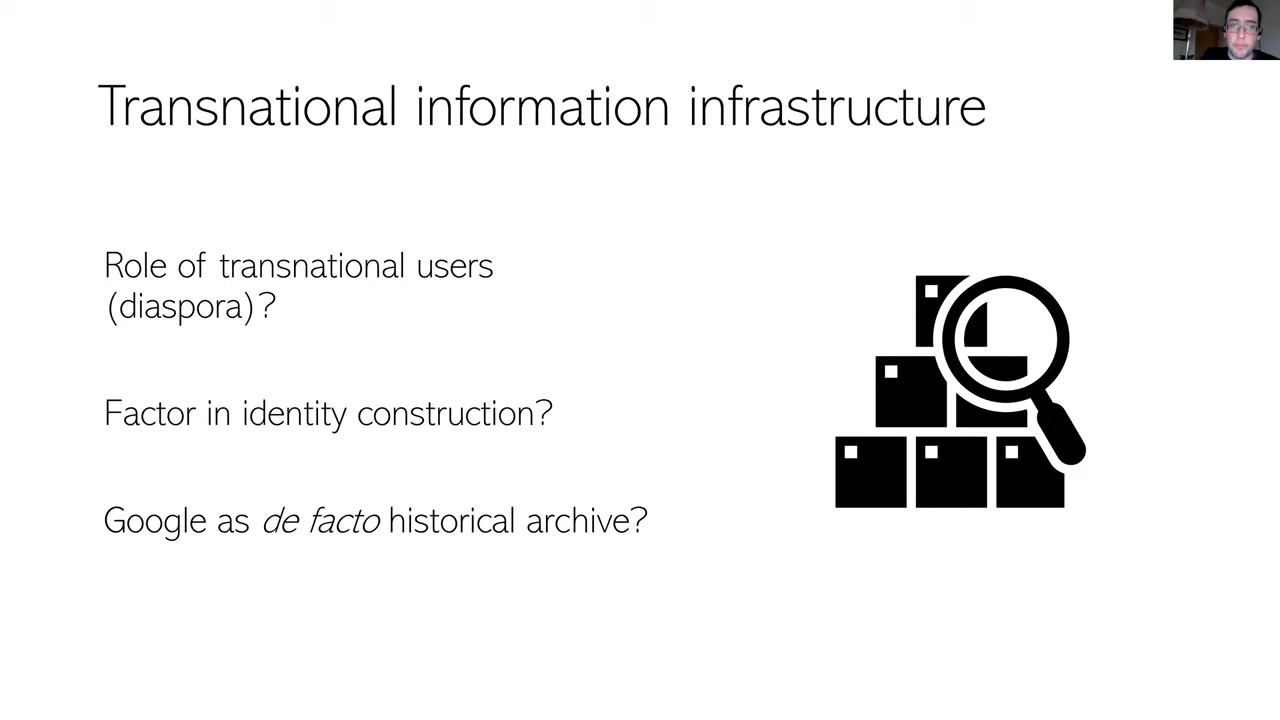 Transnational information infrastructure
Role of transnational users
(diaspora)?
Factor in identity construction?
Google as de facto historical archive?